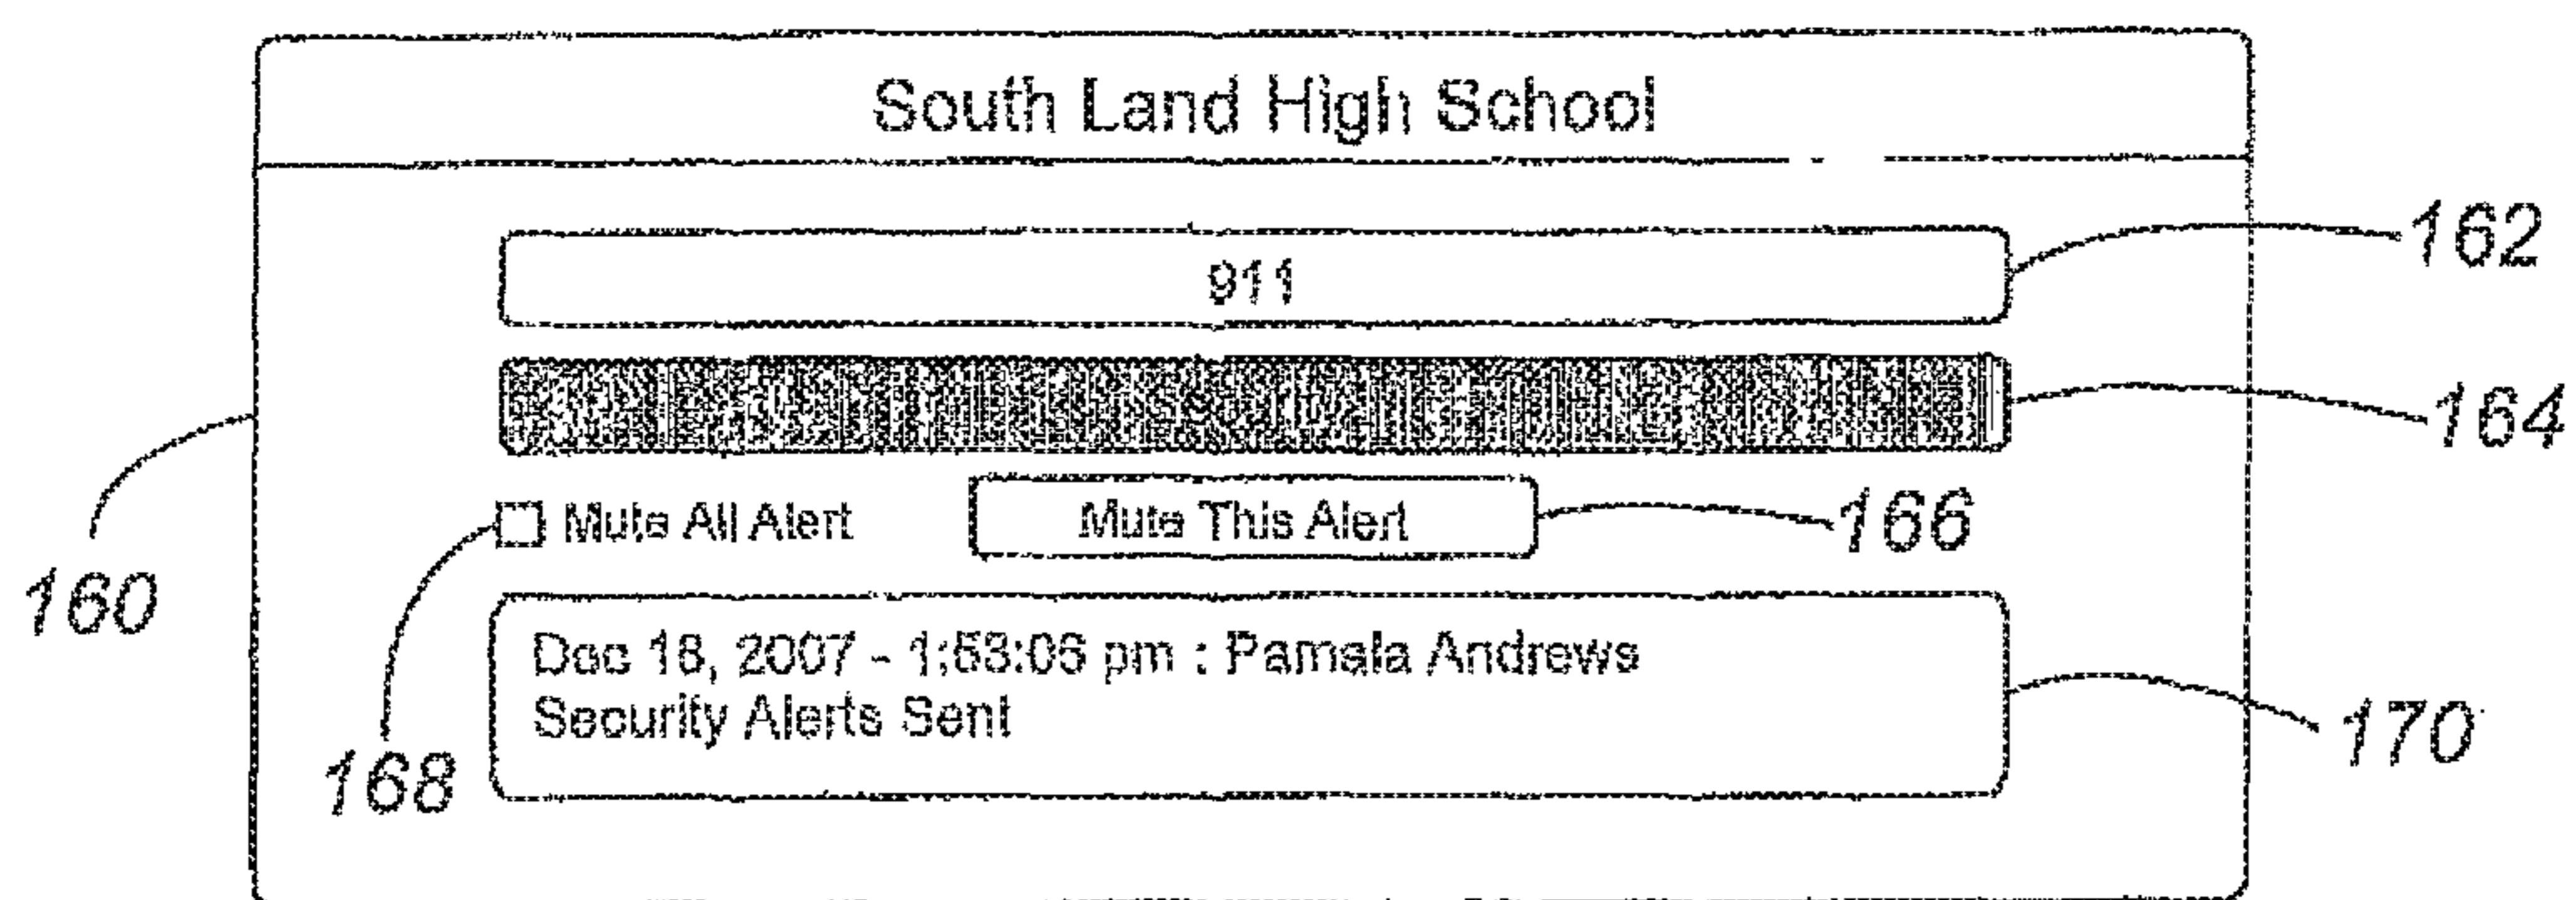 South Land High School
911
162
164
Mute All Alert
Mute This Alert
166
160
Dec 18, 2007 - 1:53:06 pm : Pamala Andrews
Security Alerts Sent
168
170